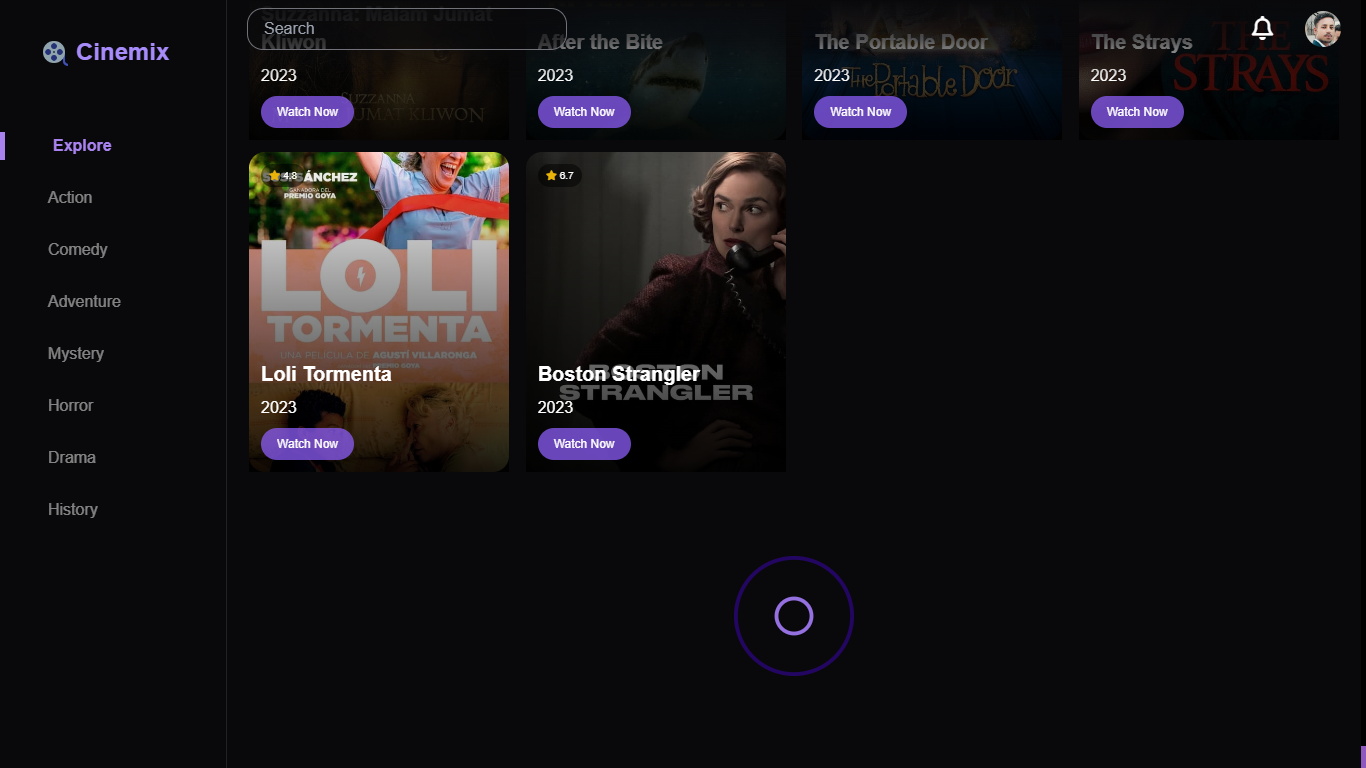 Cinemix
Search
Explore
Action
Comedy
Adventure
Mystery
Horror
Drama
History
Suzzanna: Malam Jumat
Kliwon
2023
SUZZANNA
JUMAT KLIWON
Watch Now
After the Bite
2023
Watch Now
The Portable Door
2023
The Portable Door
Watch Now
The Strays
THE
STRAYS
2023
Watch Now
4.8
SÁNCHEZ
GANADORA DEL
PREMIO GOYA
LOLI
TORMENTA
UNA PELÍCULA DE AGUSTÍ VILLARONGA
Loli Tormenta
2023
Watch Now
6.7
BOSTON
STRANGLER
Boston Strangler
2023
Watch Now